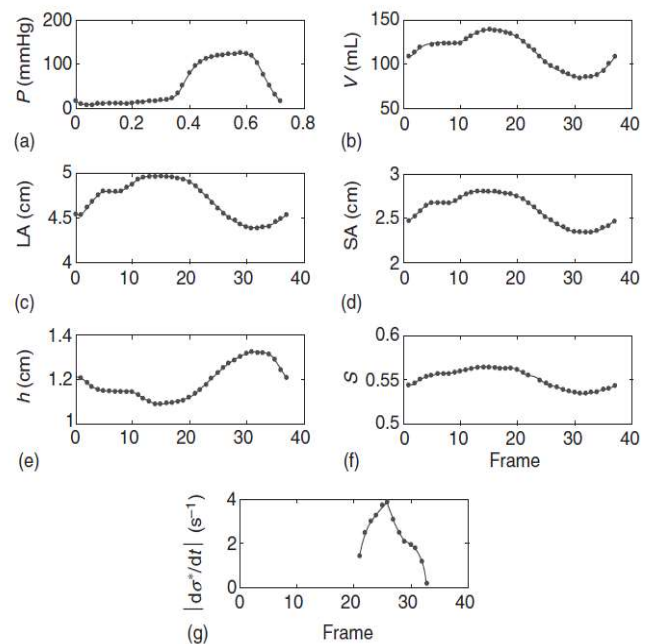 P (mmHg)
200
100
0
0 0.2 0.4 0.6 0.8
(a)
V (mL)
150
100
50
0 10 20 30 40
(b)
LA (cm)
5
4.5
4
0 10 20 30 40
(c)
SA (cm)
3
2.5
2
0 10 20 30 40
(d)
h (cm)
1.4
1.2
1
0 10 20 30 40
(e)
S
0.6
0.55
0.5
0 10 20 30 40
(f)
Frame
|dσ*/dt| (s⁻¹)
4
2
0
0 10 20 30 40
(g)
Frame